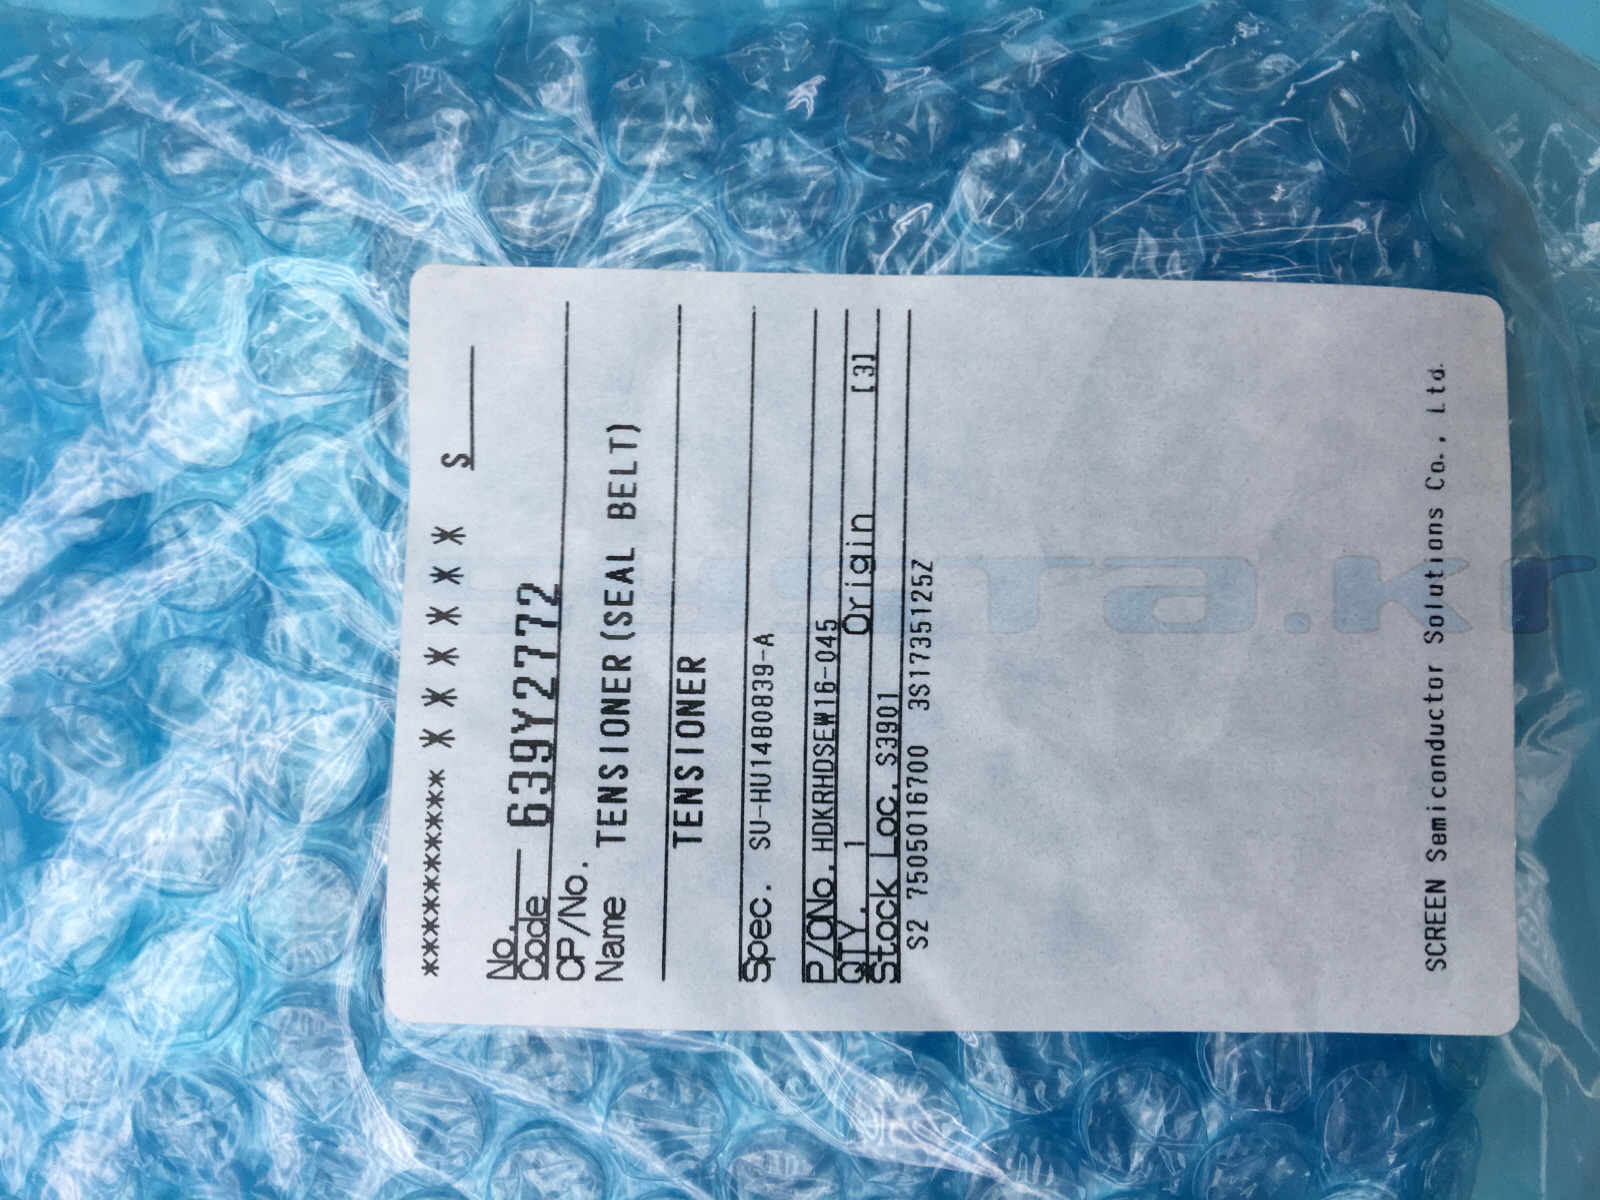 *********** * * * * * * S
No.
Code 639Y2772
CP/No.
Name TENSIONER(SEAL BELT)
TENSIONER
Spec. SU-HU1480839-A
P/ONo. HDKRHDSEW16-045
QTY. 1 Origin [3]
Stock Loc. S3901
S2 7505016700 3S1735125Z
SCREEN Semiconductor Solutions Co., Ltd.